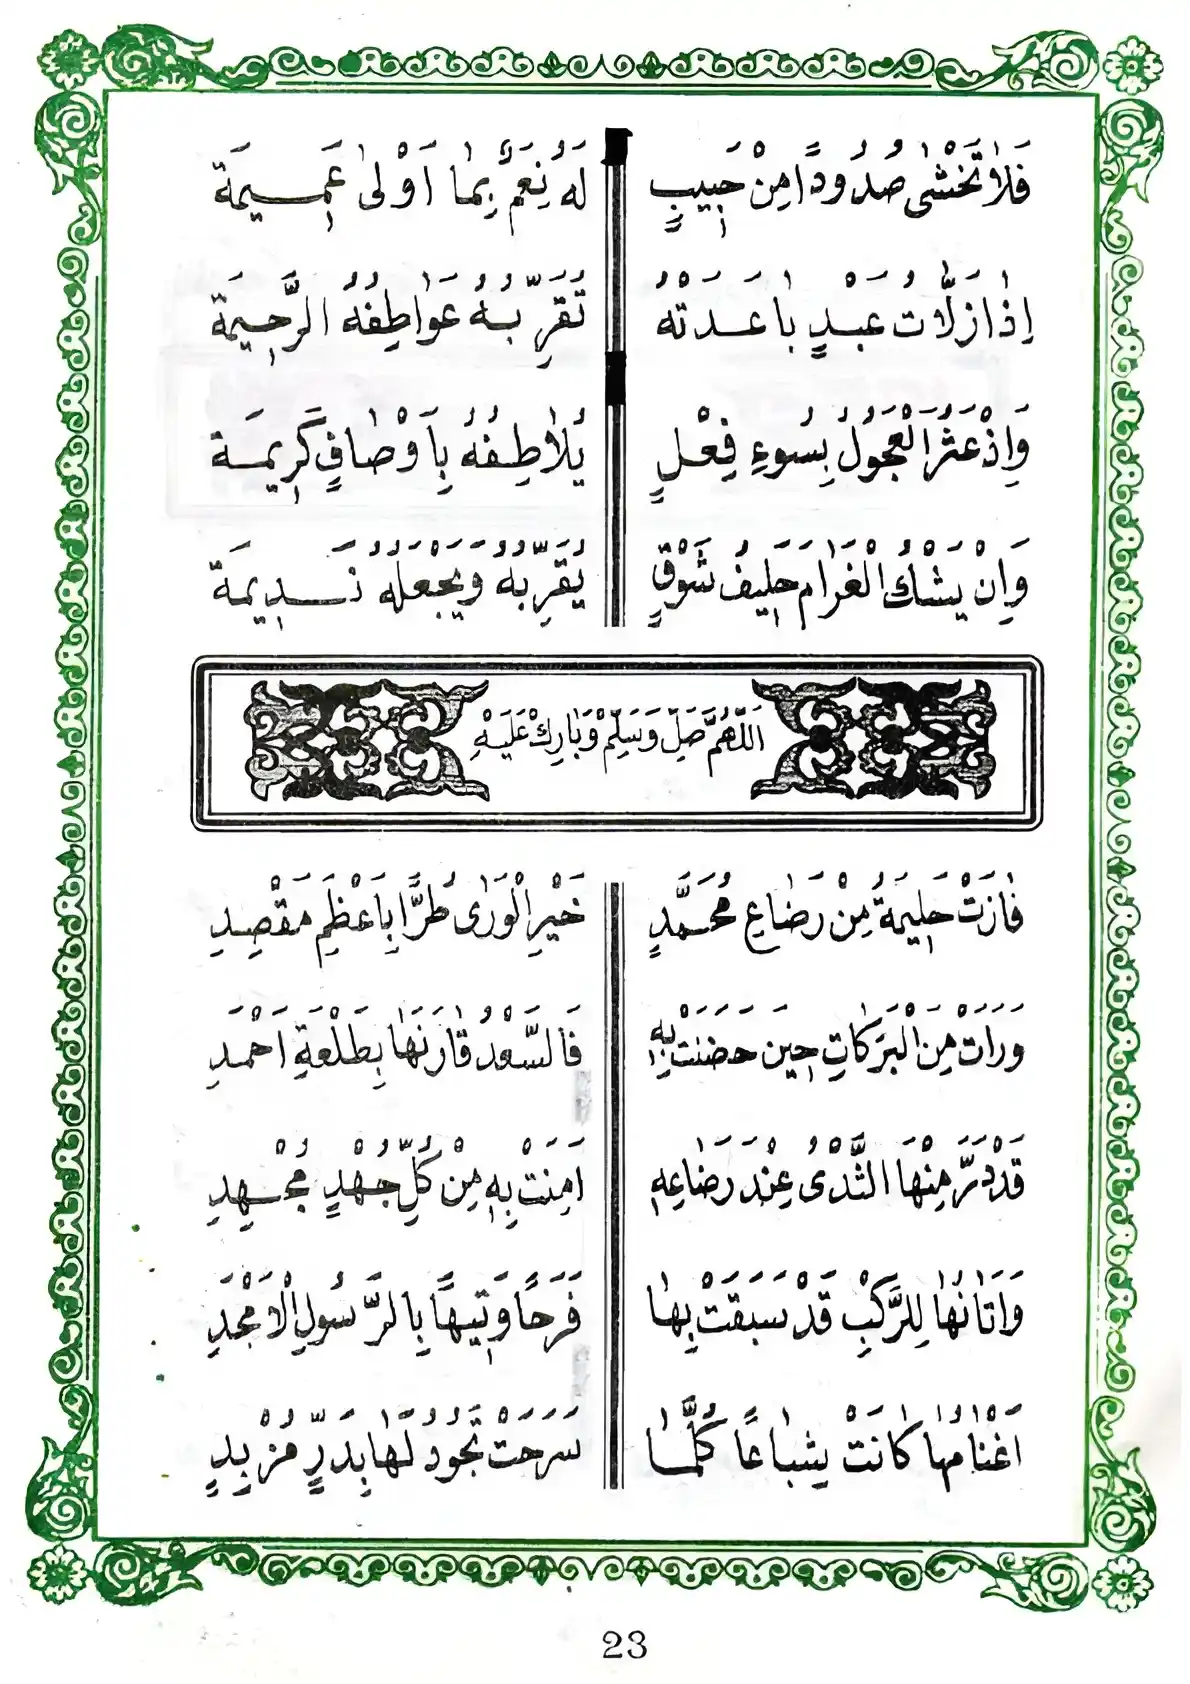 فَلَا تَخْشٰى صُدُودًا مِنْ حَبِيبٍ لَهُ نِعَمٌ بِمَا اَوْلٰى عَمِيمَةْ
اِذَا زَلَّاتُ عَبْدٍ بَاعَدَتْهُ تُقَرِّبُهُ عَوَاطِفُهُ الرَّحِيمَةْ
وَاِذْ عَثَرَ الْعَجُولُ بِسُوءِ فِعْلٍ يُلَاطِفُهُ بِاَوْصَافٍ كَرِيمَةْ
وَاِنْ يَشْكُ الْغَرَامَ حَلِيفُ شَوْقٍ يُقَرِّبُهُ وَيَجْعَلُهُ نَدِيمَهْ
اَللّٰهُمَّ صَلِّ وَسَلِّمْ وَبَارِكْ عَلَيْهِ
فَازَتْ حَلِيمَةُ مِنْ رَضَاعِ مُحَمَّدٍ خَيْرِ الْوَرٰى طُرًّا بِاَعْظَمِ مَقْصِدِ
وَرَاَتْ مِنَ الْبَرَكَاتِ حِينَ حَضَنَتْ بِهِ فَالسَّعْدُ قَارَنَهَا بِطَلْعَةِ اَحْمَدِ
قَدْ دَرَّ مِنْهَا الثَّدْيُ عِنْدَ رَضَاعِهِ اَمِنَتْ بِهِ مِنْ كُلِّ جُهْدٍ مُجْهِدِ
وَاَتَانُهَا لِلرَّكْبِ قَدْ سَبَقَتْ بِهَا فَرَحًا وَتِيهًا بِالرَّسُولِ الْاَمْجَدِ
اَغْنَامُهَا كَانَتْ شِبَاعًا كُلَّمَا سَرَحَتْ تَجُودُ لَهَا بِدَرٍّ مُزْبِدِ
23